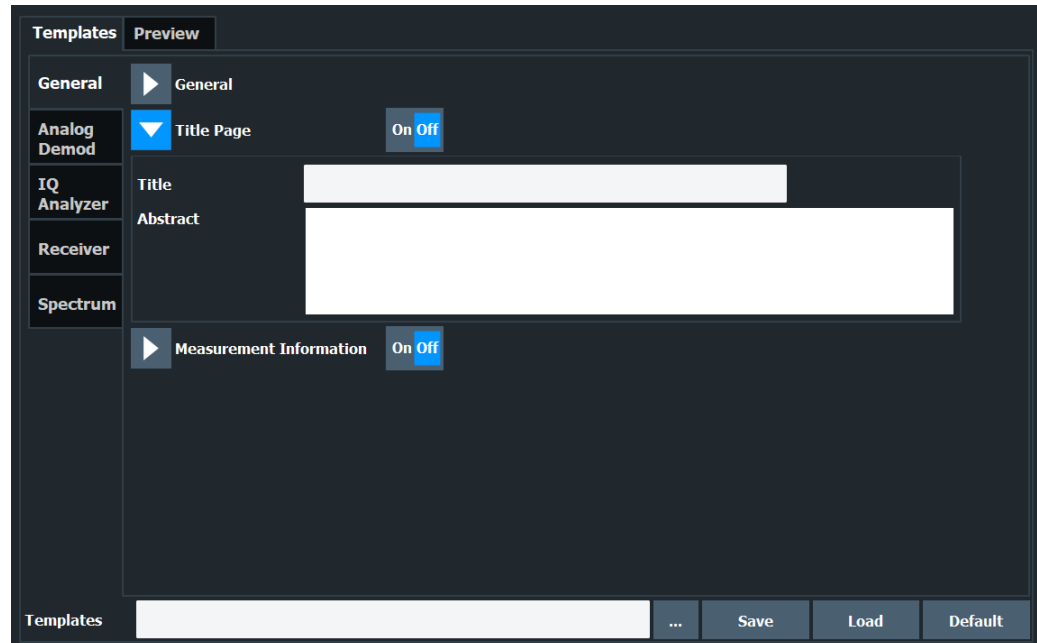 Templates Preview
General
General
Analog
Demod
Title Page
On Off
IQ
Analyzer
Title
Abstract
Receiver
Spectrum
Measurement Information
On Off
Templates
...
Save
Load
Default